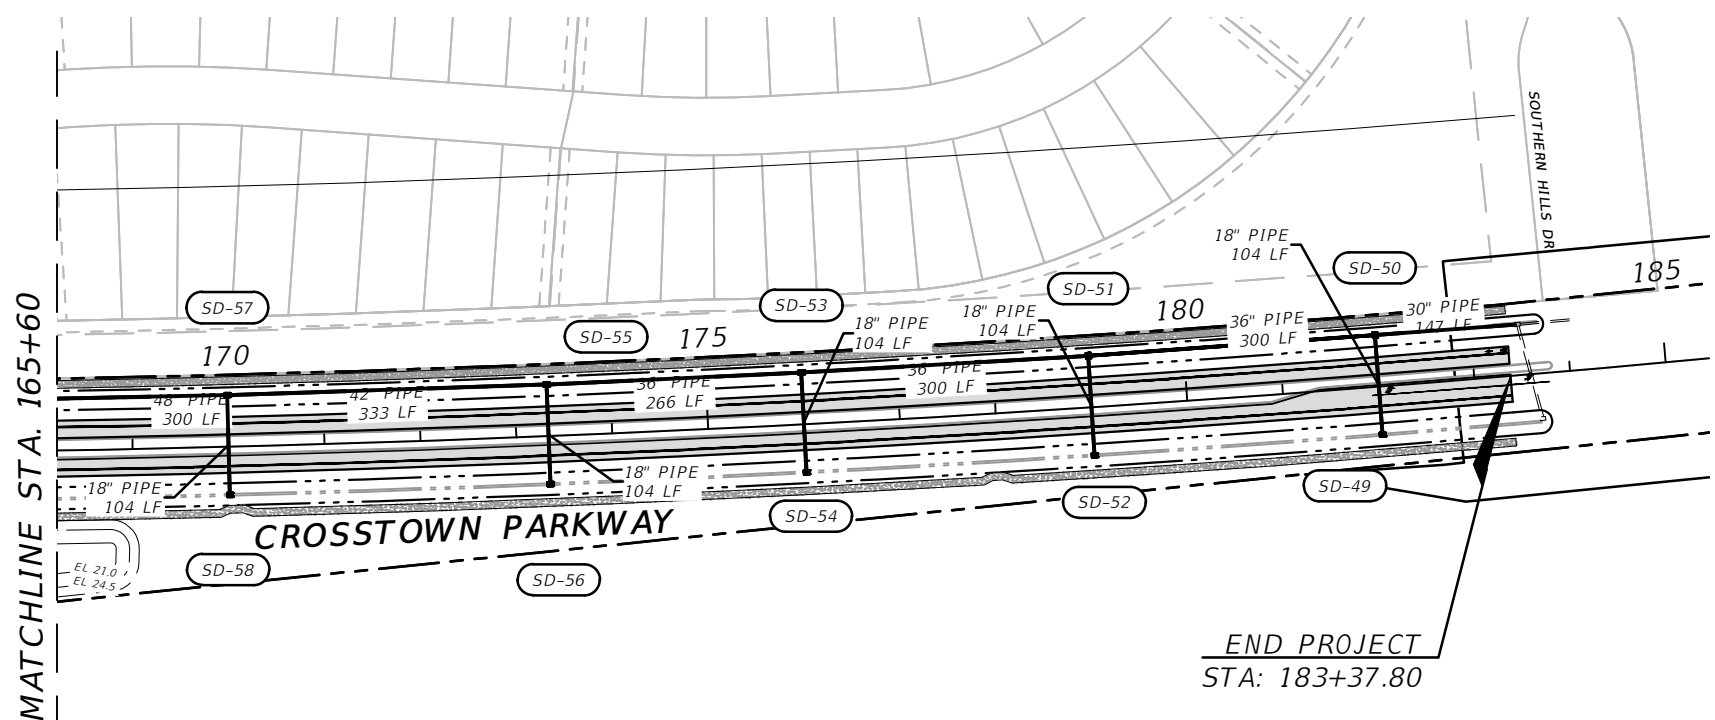 MATCHLINE STA. 165+60
SOUTHERN HILLS DR
18" PIPE
104 LF
SD-50
185
SD-51
SD-53
SD-57
SD-55
175
180
170
18" PIPE
104 LF
18" PIPE
104 LF
36" PIPE
300 LF
30" PIPE
147 LF
48" PIPE
300 LF
42" PIPE
333 LF
36" PIPE
266 LF
36" PIPE
300 LF
18" PIPE
104 LF
18" PIPE
104 LF
SD-49
SD-52
SD-54
CROSSTOWN PARKWAY
SD-58
SD-56
EL 21.0
EL 24.5
END PROJECT
STA: 183+37.80